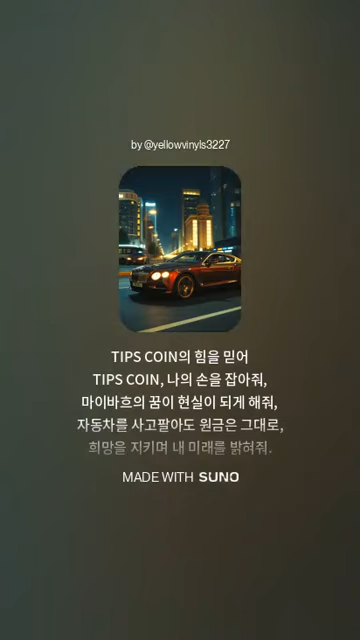 by @yellowvinyls3227
TIPS COIN의 힘을 믿어
TIPS COIN, 나의 손을 잡아줘,
마이바흐의 꿈이 현실이 되게 해줘,
자동차를 사고팔아도 원금은 그대로,
희망을 지키며 내 미래를 밝혀줘.
MADE WITH SUNO